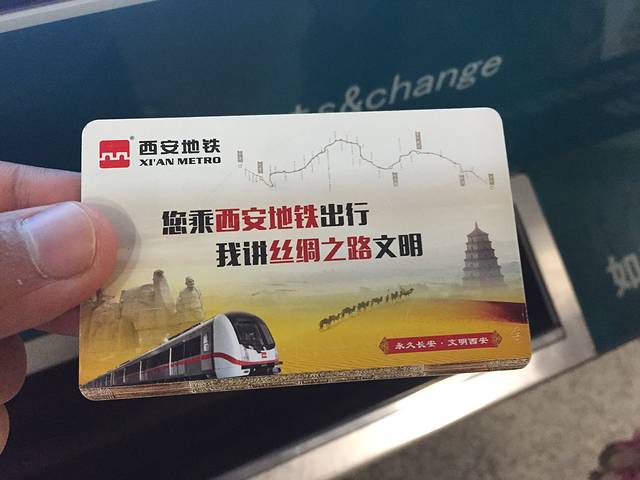 s&change
西安地铁
XI'AN METRO
您乘西安地铁出行
我讲丝绸之路文明
永久长安·文明西安
如